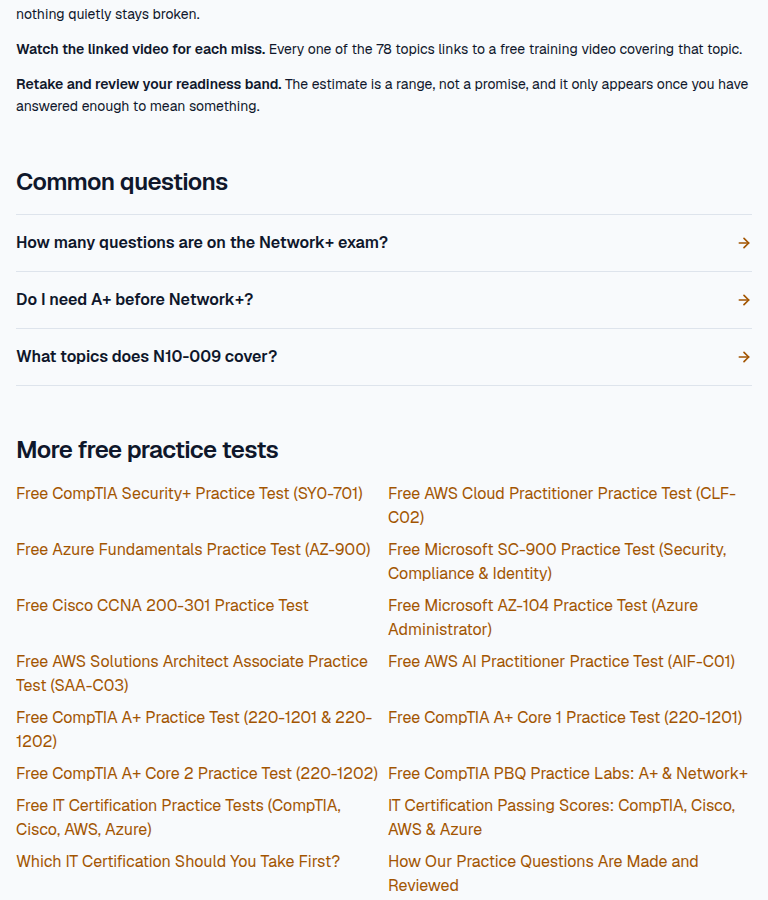 nothing quietly stays broken.
Watch the linked video for each miss. Every one of the 78 topics links to a free training video covering that topic.
Retake and review your readiness band. The estimate is a range, not a promise, and it only appears once you have
answered enough to mean something.
Common questions
How many questions are on the Network+ exam?
Do I need A+ before Network+?
What topics does N10-009 cover?
More free practice tests
Free CompTIA Security+ Practice Test (SY0-701)
Free AWS Cloud Practitioner Practice Test (CLF-
C02)
Free Azure Fundamentals Practice Test (AZ-900)
Free Microsoft SC-900 Practice Test (Security,
Compliance & Identity)
Free Cisco CCNA 200-301 Practice Test
Free Microsoft AZ-104 Practice Test (Azure
Administrator)
Free AWS Solutions Architect Associate Practice
Test (SAA-C03)
Free AWS AI Practitioner Practice Test (AIF-C01)
Free CompTIA A+ Practice Test (220-1201 & 220-
1202)
Free CompTIA A+ Core 1 Practice Test (220-1201)
Free CompTIA A+ Core 2 Practice Test (220-1202)
Free CompTIA PBQ Practice Labs: A+ & Network+
Free IT Certification Practice Tests (CompTIA,
Cisco, AWS, Azure)
IT Certification Passing Scores: CompTIA, Cisco,
AWS & Azure
Which IT Certification Should You Take First?
How Our Practice Questions Are Made and
Reviewed